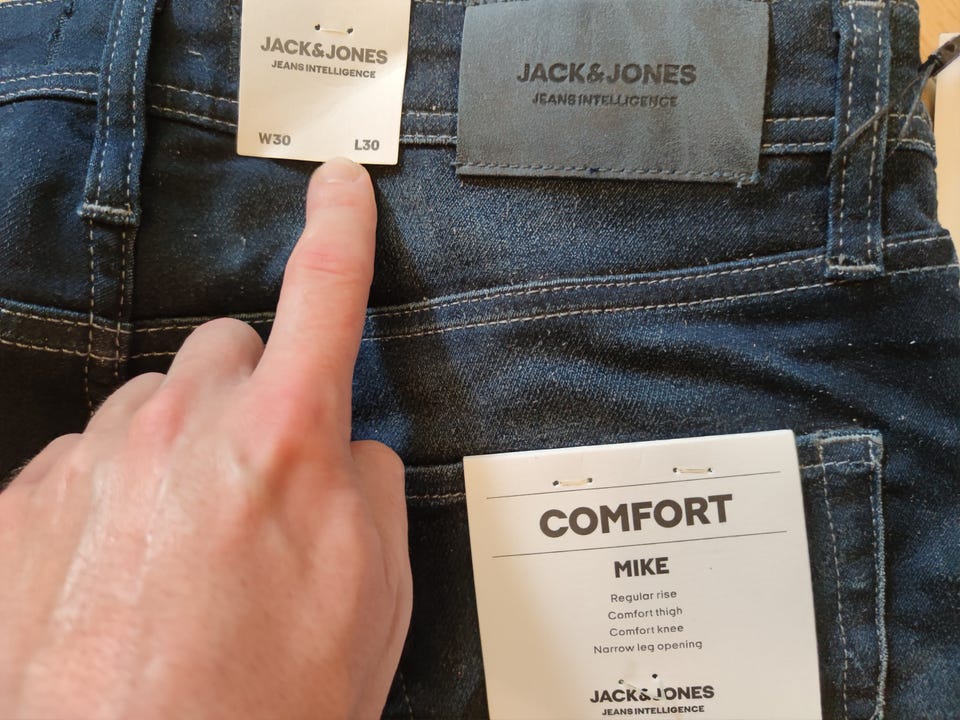 JACK&JONES
JEANS INTELLIGENCE
W30 L30
JACK&JONES
JEANS INTELLIGENCE
COMFORT
MIKE
Regular rise
Comfort thigh
Comfort knee
Narrow leg opening
JACK&JONES
JEANS INTELLIGENCE